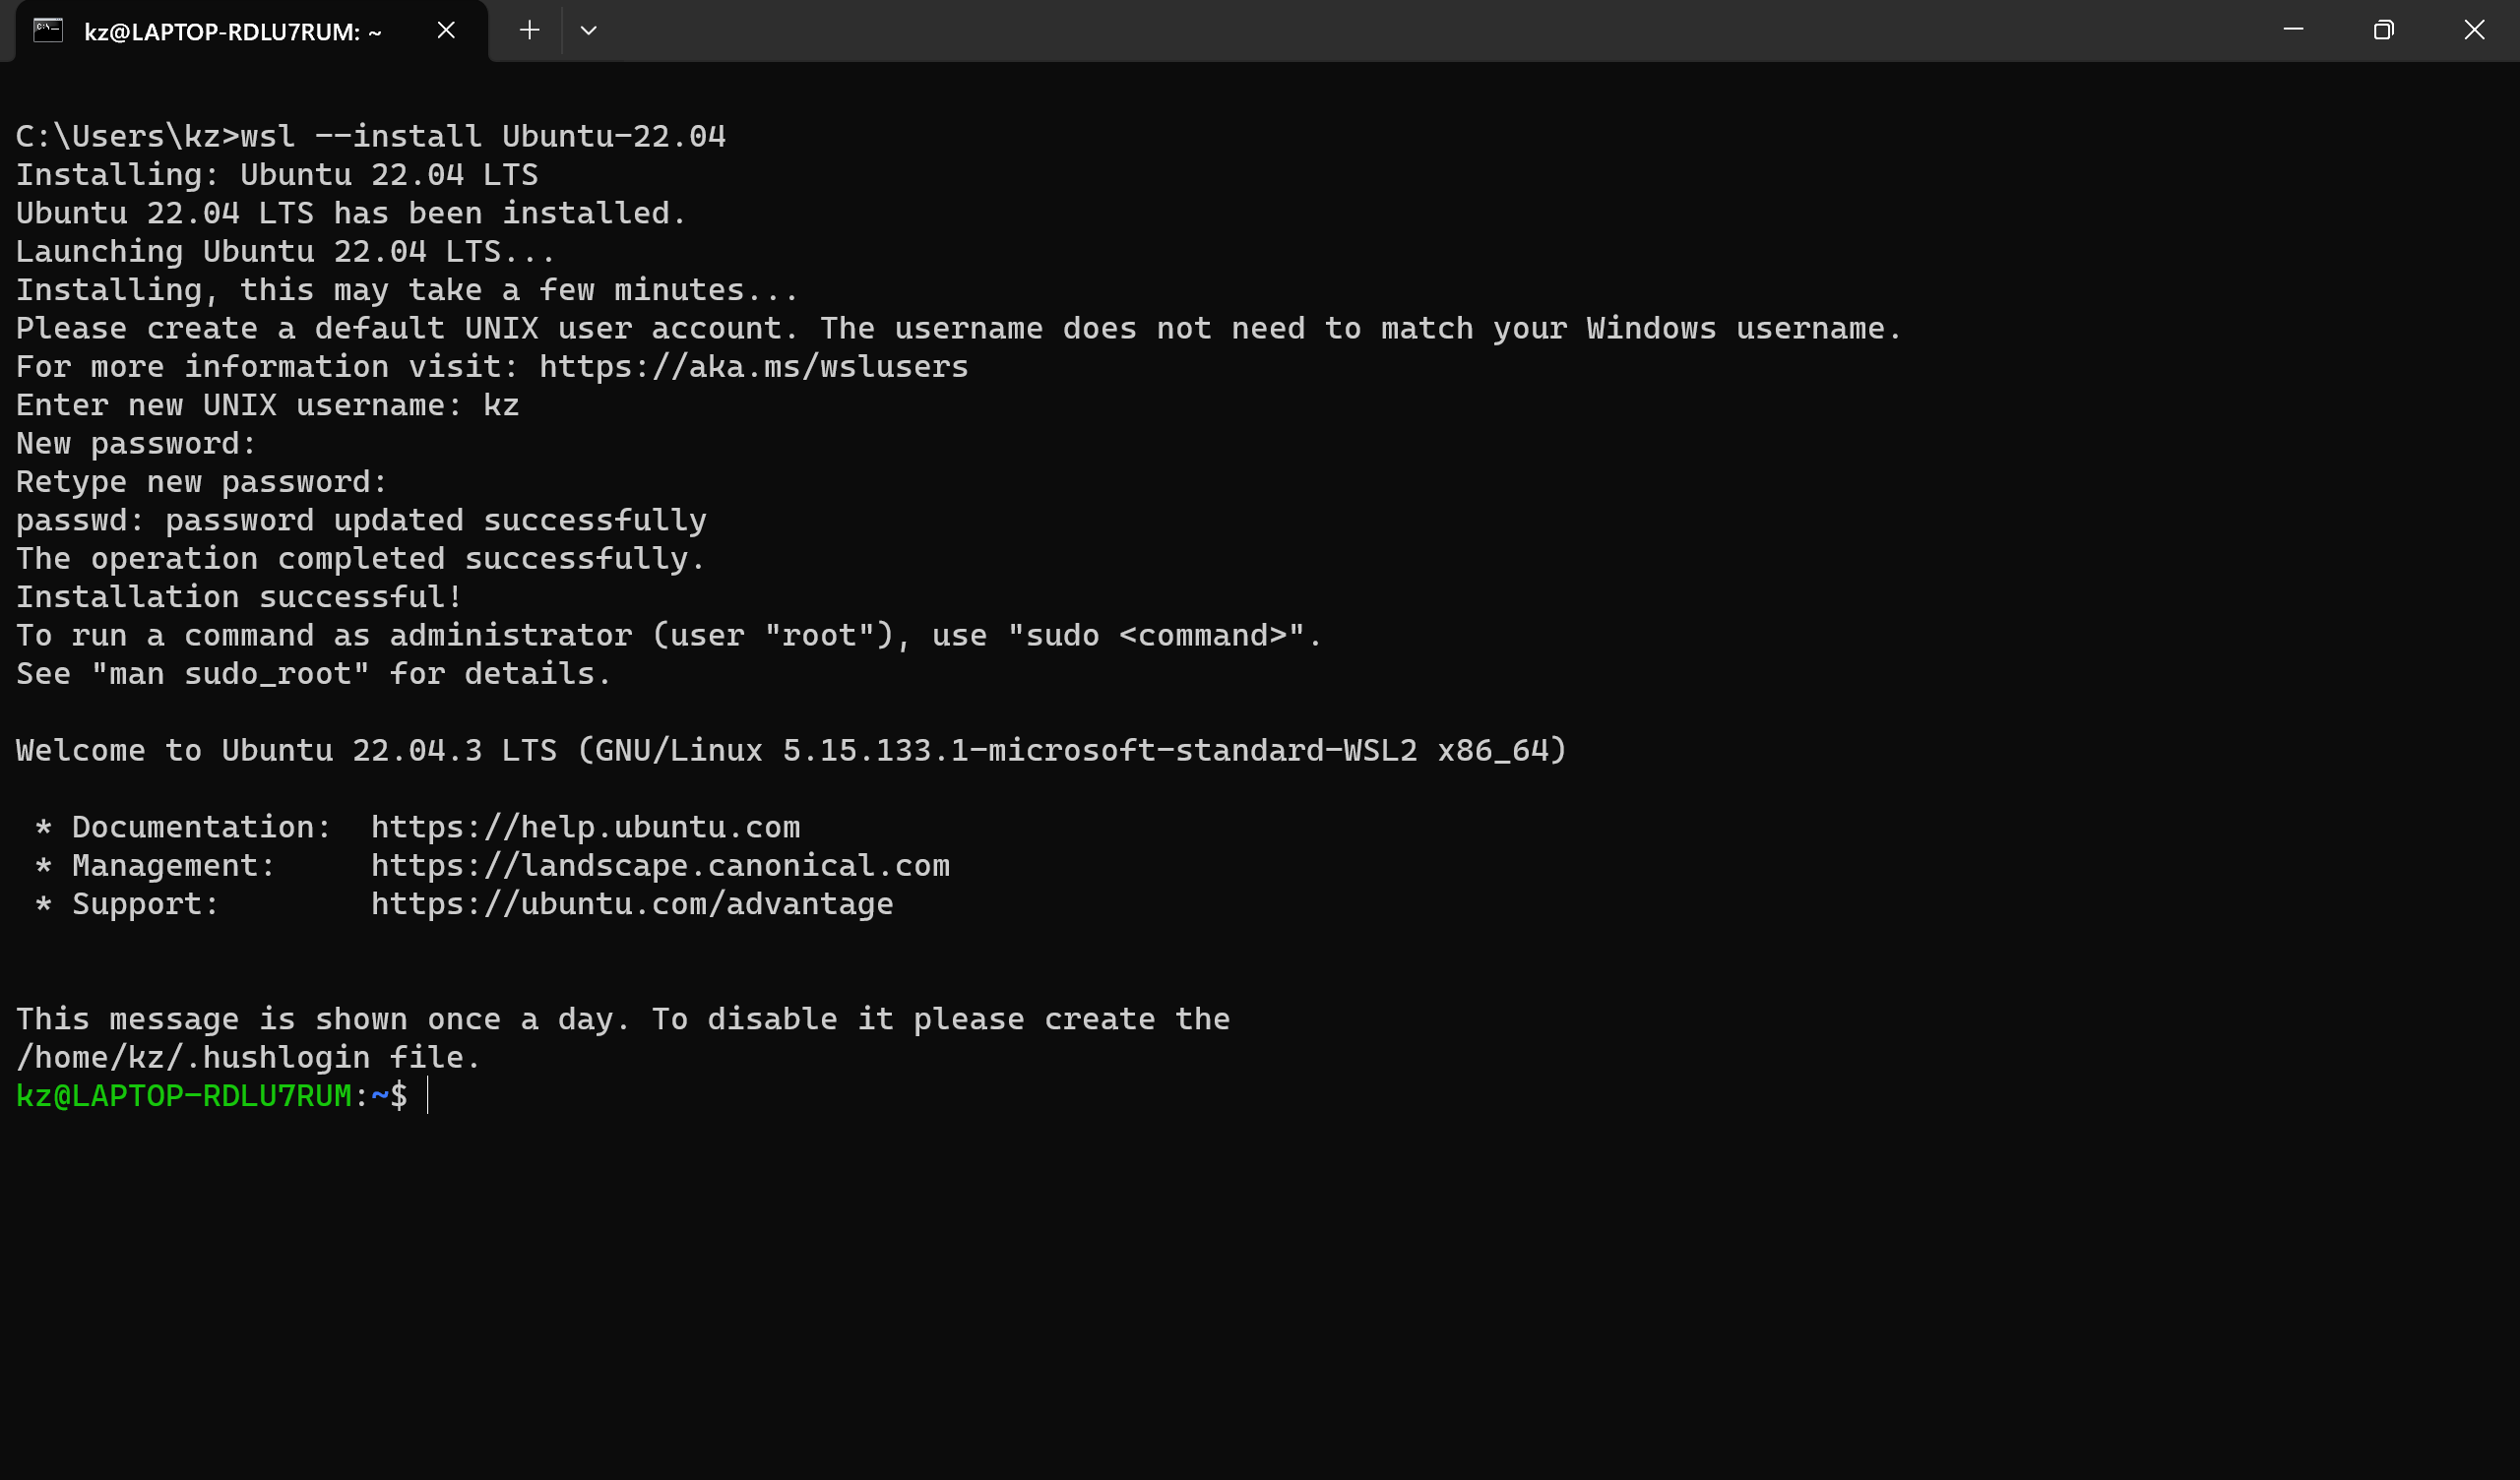 kz@LAPTOP-RDLU7RUM: ~
C:\Users\kz>wsl --install Ubuntu-22.04
Installing: Ubuntu 22.04 LTS
Ubuntu 22.04 LTS has been installed.
Launching Ubuntu 22.04 LTS...
Installing, this may take a few minutes...
Please create a default UNIX user account. The username does not need to match your Windows username.
For more information visit: https://aka.ms/wslusers
Enter new UNIX username: kz
New password:
Retype new password:
passwd: password updated successfully
The operation completed successfully.
Installation successful!
To run a command as administrator (user "root"), use "sudo <command>".
See "man sudo_root" for details.
Welcome to Ubuntu 22.04.3 LTS (GNU/Linux 5.15.133.1-microsoft-standard-WSL2 x86_64)
 * Documentation:  https://help.ubuntu.com
 * Management:     https://landscape.canonical.com
 * Support:        https://ubuntu.com/advantage
This message is shown once a day. To disable it please create the
/home/kz/.hushlogin file.
kz@LAPTOP-RDLU7RUM:~$